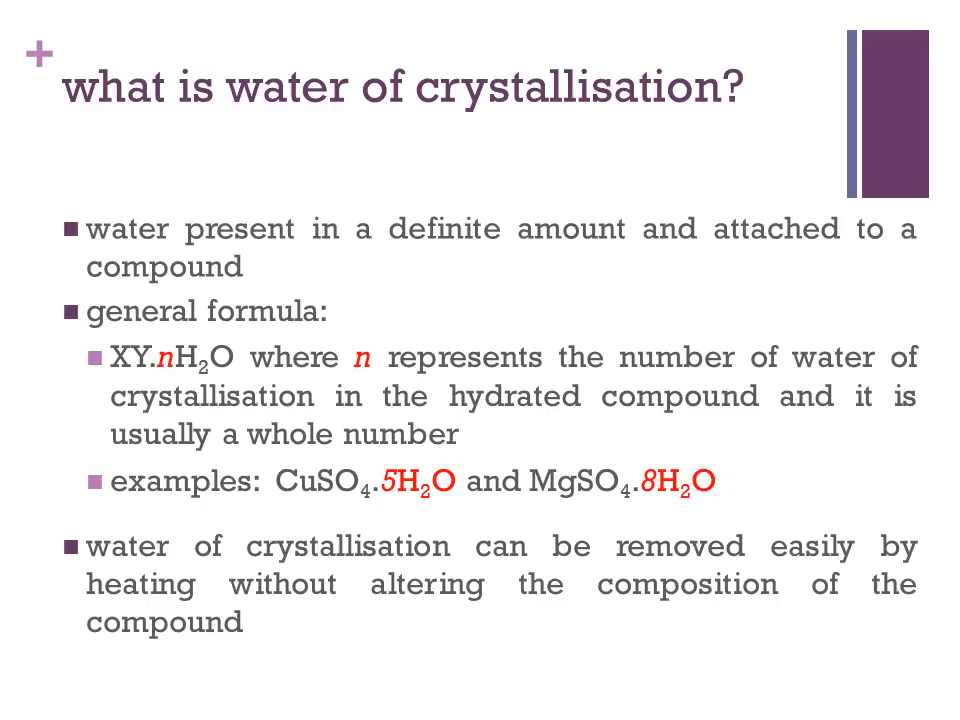 +
what is water of crystallisation?
■ water present in a definite amount and attached to a
compound
■ general formula:
■ XY.nH₂O where n represents the number of water of
crystallisation in the hydrated compound and it is
usually a whole number
■ examples: CuSO₄.5H₂O and MgSO₄.8H₂O
■ water of crystallisation can be removed easily by
heating without altering the composition of the
compound